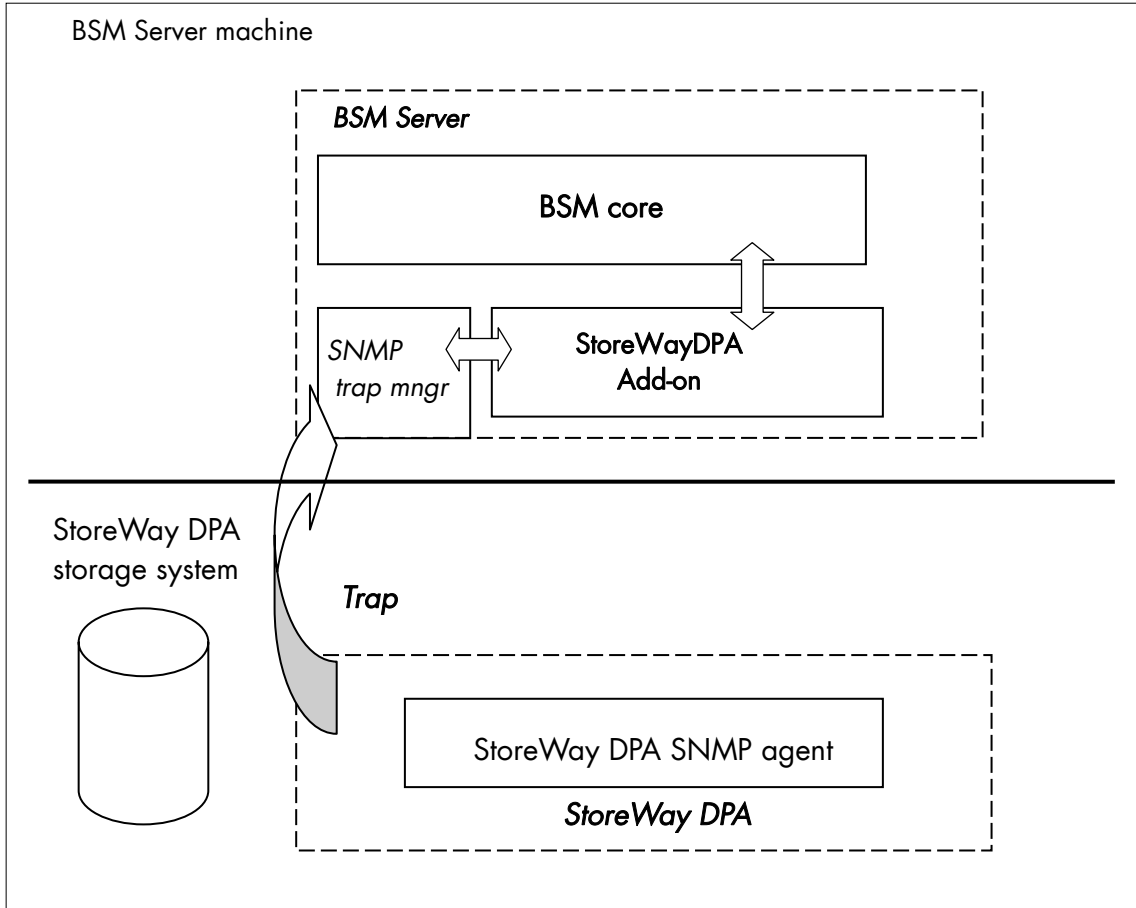 BSM Server machine
BSM Server
BSM core
SNMP
trap mngr
StoreWayDPA
Add-on
StoreWay DPA
storage system
Trap
StoreWay DPA SNMP agent
StoreWay DPA